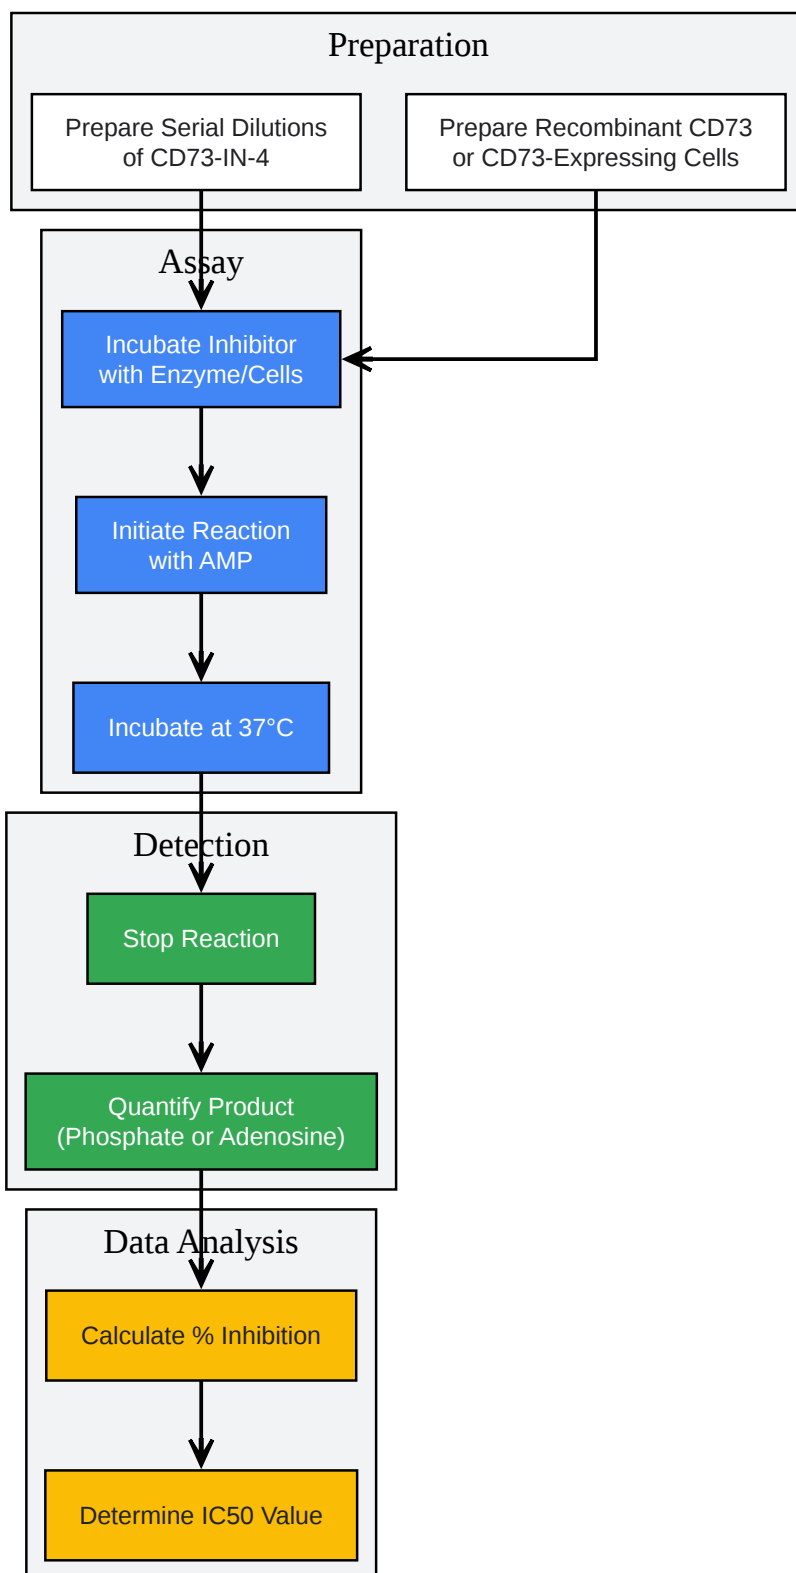 Preparation
Prepare Serial Dilutions
of CD73-IN-4
Prepare Recombinant CD73
or CD73-Expressing Cells
Assay
Incubate Inhibitor
with Enzyme/Cells
Initiate Reaction
with AMP
Incubate at 37°C
Detection
Stop Reaction
Quantify Product
(Phosphate or Adenosine)
Data Analysis
Calculate % Inhibition
Determine IC50 Value